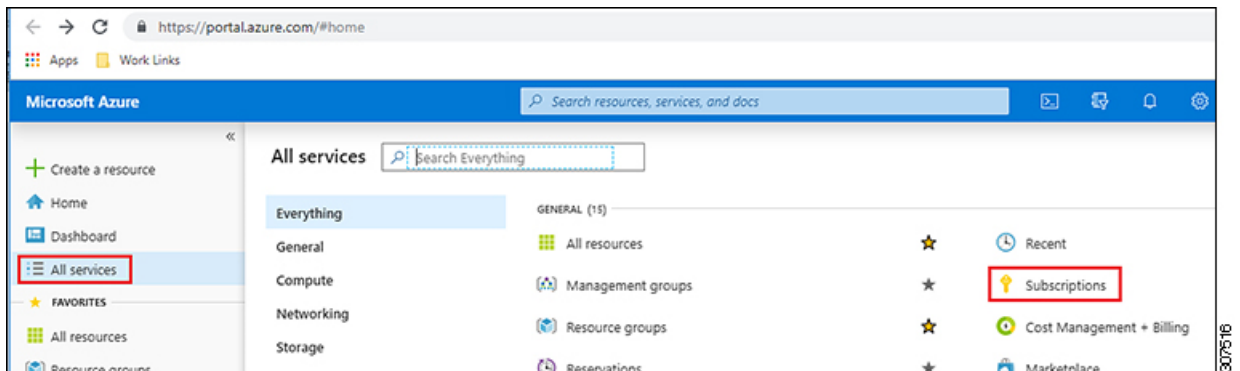 https://portal.azure.com/#home
Apps Work Links
Microsoft Azure
Search resources, services, and docs
«
Create a resource
Home
Dashboard
All services
FAVORITES
All resources
Resource groups
All services
Search Everything
Everything
General
Compute
Networking
Storage
GENERAL (15)
All resources
Management groups
Resource groups
Reservations
Recent
Subscriptions
Cost Management + Billing
Marketplace
307516